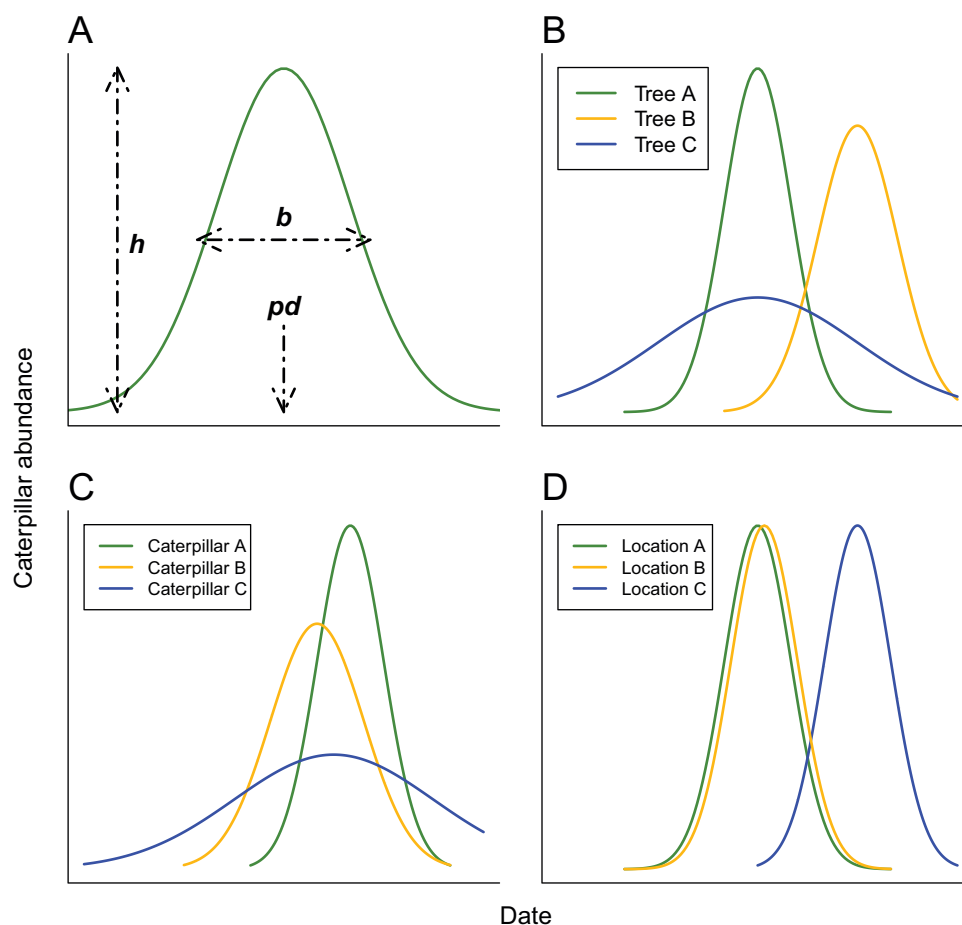 A
h
b
pd
B
Tree A
Tree B
Tree C
Caterpillar abundance
C
Caterpillar A
Caterpillar B
Caterpillar C
D
Location A
Location B
Location C
Date